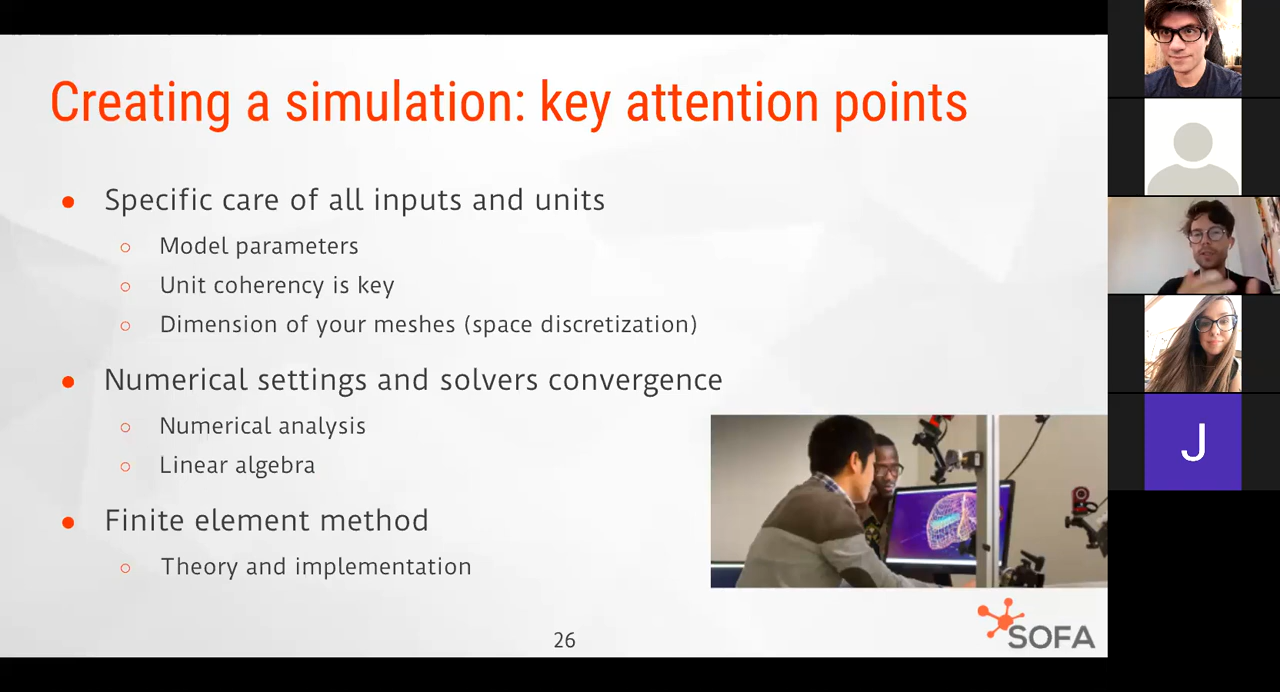 Creating a simulation: key attention points
Specific care of all inputs and units
Model parameters
Unit coherency is key
Dimension of your meshes (space discretization)
Numerical settings and solvers convergence
Numerical analysis
Linear algebra
Finite element method
Theory and implementation
26
SOFA
J